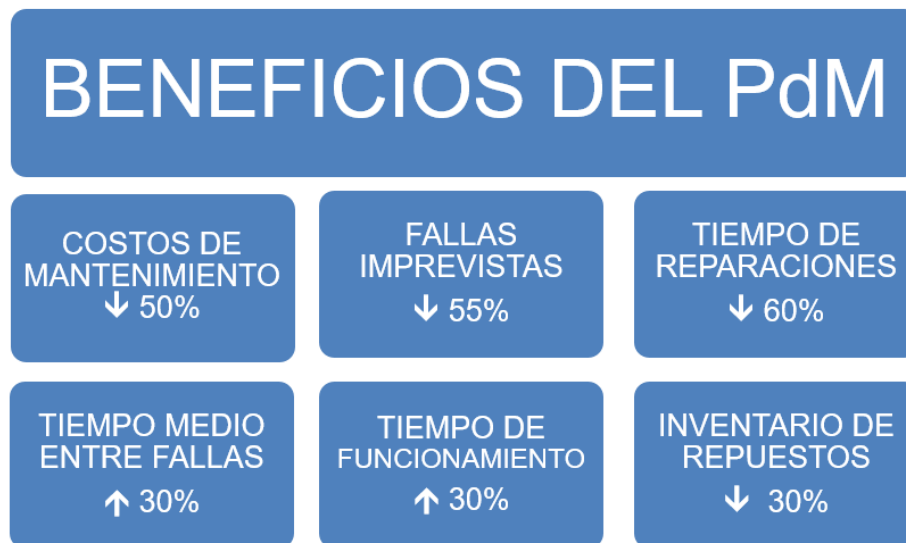 BENEFICIOS DEL PdM
COSTOS DE
MANTENIMIENTO
↓ 50%
FALLAS
IMPREVISTAS
↓ 55%
TIEMPO DE
REPARACIONES
↓ 60%
TIEMPO MEDIO
ENTRE FALLAS
↑ 30%
TIEMPO DE
FUNCIONAMIENTO
↑ 30%
INVENTARIO DE
REPUESTOS
↓ 30%